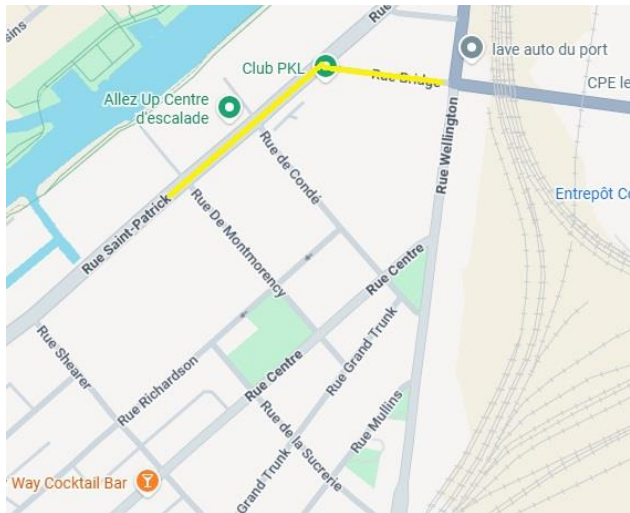 sins
Rue
Club PKL
lave auto du port
Rue Bridge
CPE le
Allez Up Centre
d'escalade
Rue de Condé
Rue Wellington
Entrepôt Co
Rue Saint-Patrick
Rue De Montmorency
Rue Centre
Rue Shearer
Rue Grand Trunk
Rue Richardson
Rue Centre
Rue Mullins
Rue de la Sucrerie
Grand Trunk
Way Cocktail Bar